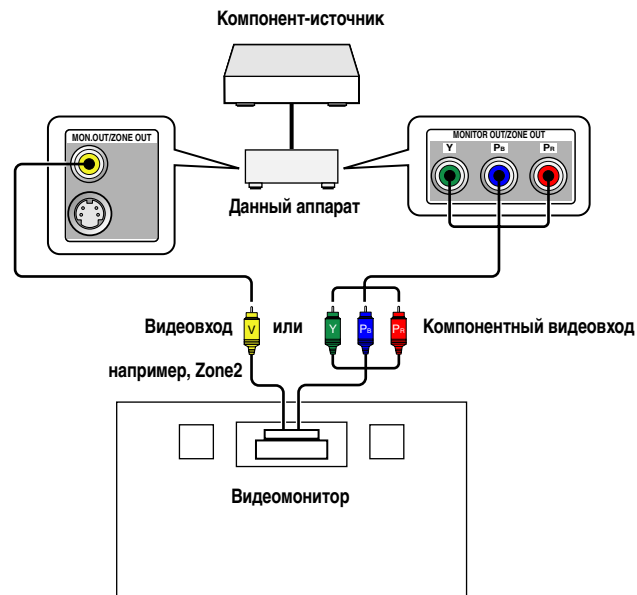 Компонент-источник
MON.OUT/ZONE OUT
MONITOR OUT/ZONE OUT
Y PB PR
Данный аппарат
Видеовход V или Y PB PR Компонентный видеовход
например, Zone2
Видеомонитор